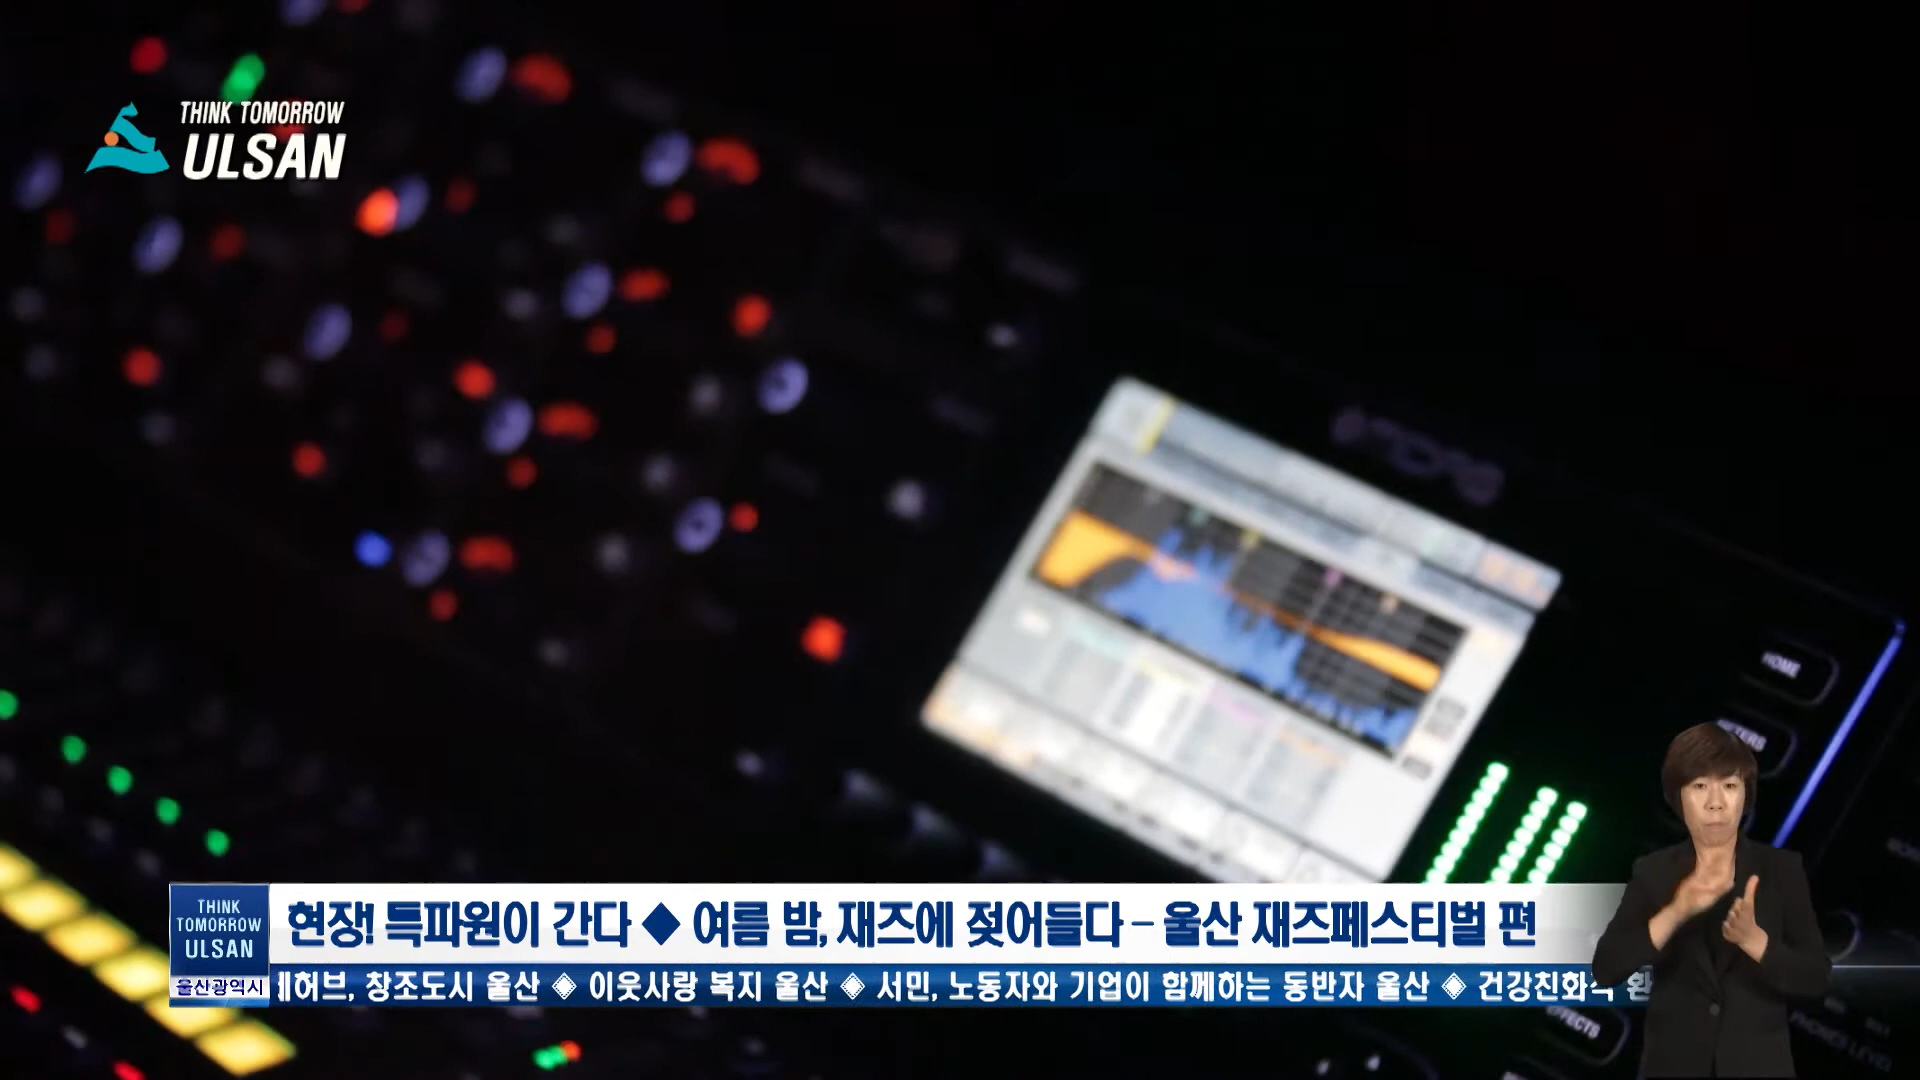 THINK TOMORROW
ULSAN
HOME
METERS
THINK
TOMORROW
ULSAN
울산광역시
현장! 특파원이 간다 ◆ 여름 밤, 재즈에 젖어들다 – 울산 재즈페스티벌 편
창조도시 울산 ◈ 이웃사랑 복지 울산 ◈ 서민, 노동자와 기업이 함께하는 동반자 울산 ◈ 건강친화적
EFFECTS